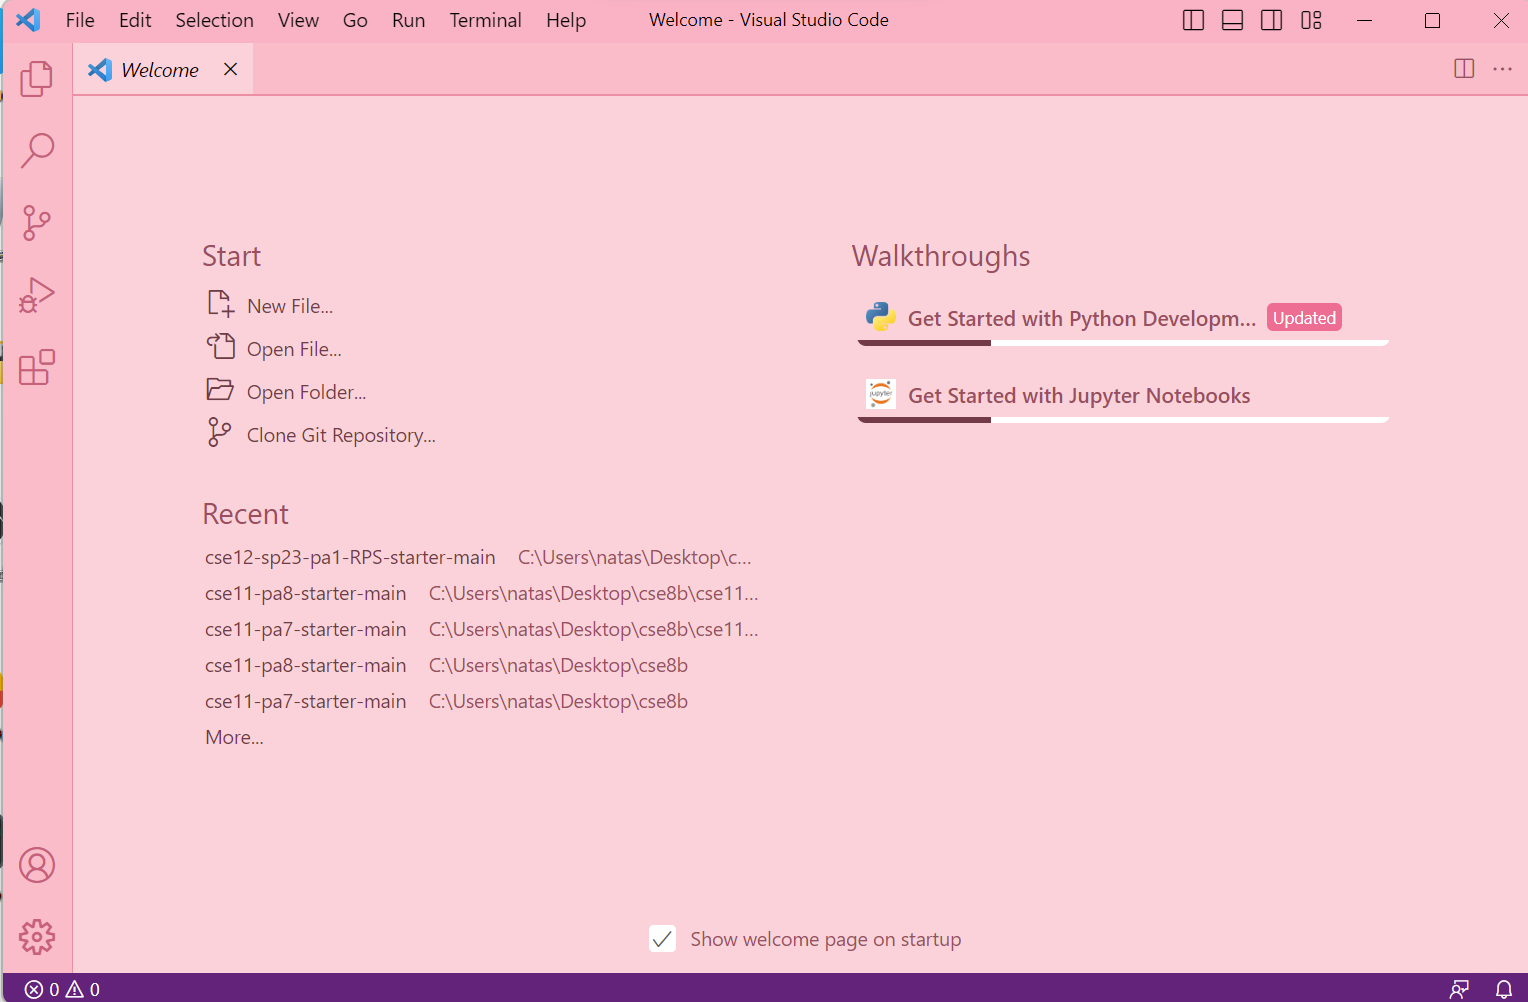 File Edit Selection View Go Run Terminal Help Welcome - Visual Studio Code
Welcome
Start
New File...
Open File...
Open Folder...
Clone Git Repository...
Recent
cse12-sp23-pa1-RPS-starter-main C:\Users\natas\Desktop\c...
cse11-pa8-starter-main C:\Users\natas\Desktop\cse8b\cse11...
cse11-pa7-starter-main C:\Users\natas\Desktop\cse8b\cse11...
cse11-pa8-starter-main C:\Users\natas\Desktop\cse8b
cse11-pa7-starter-main C:\Users\natas\Desktop\cse8b
More...
Walkthroughs
Get Started with Python Developm... Updated
jupyter Get Started with Jupyter Notebooks
Show welcome page on startup
0 0